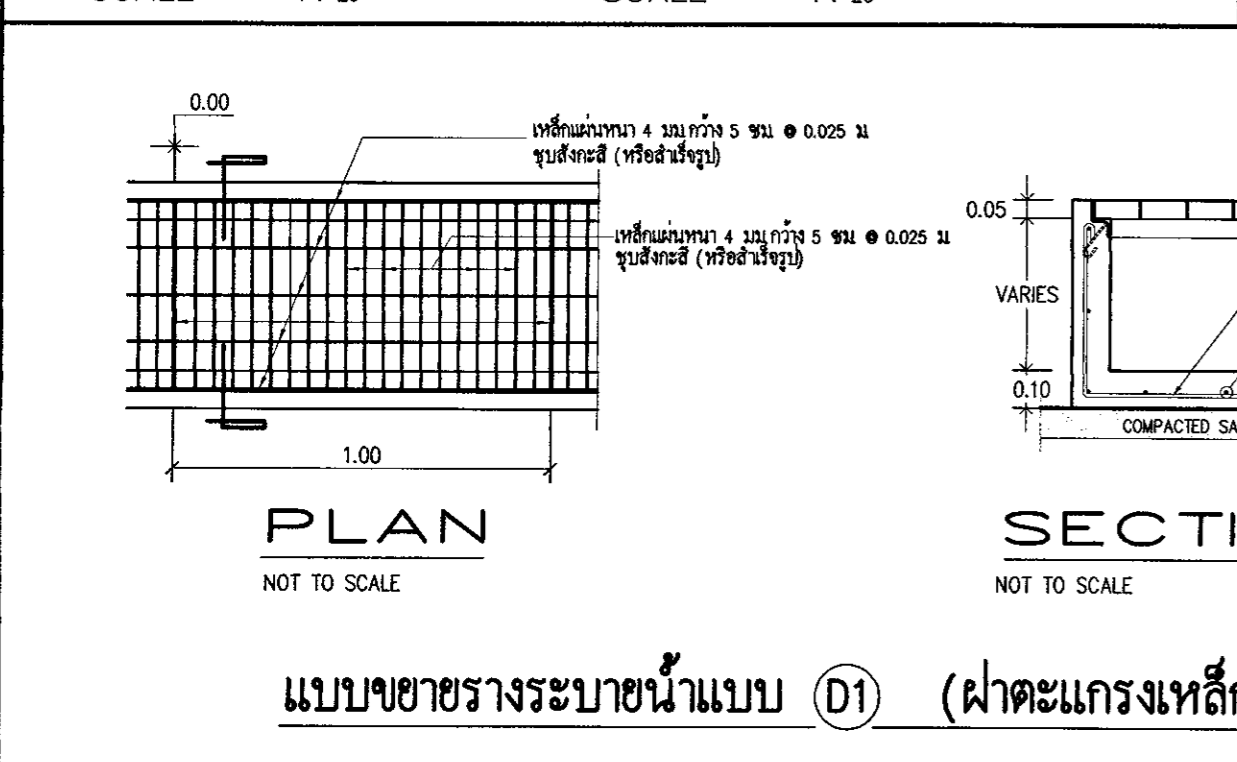 0.00
เหล็กแผ่นหนา 4 มม กว้าง 5 ซม @ 0.025 ม
ชุบสังกะสี (หรือสำเร็จรูป)
เหล็กแผ่นหนา 4 มม กว้าง 5 ซม @ 0.025 ม
ชุบสังกะสี (หรือสำเร็จรูป)
1.00
PLAN
NOT TO SCALE
0.05
VARIES
0.10
COMPACTED SA
SECTI
NOT TO SCALE
แบบขยายรางระบายน้ำแบบ D1 (ฝาตะแกรงเหล็ก